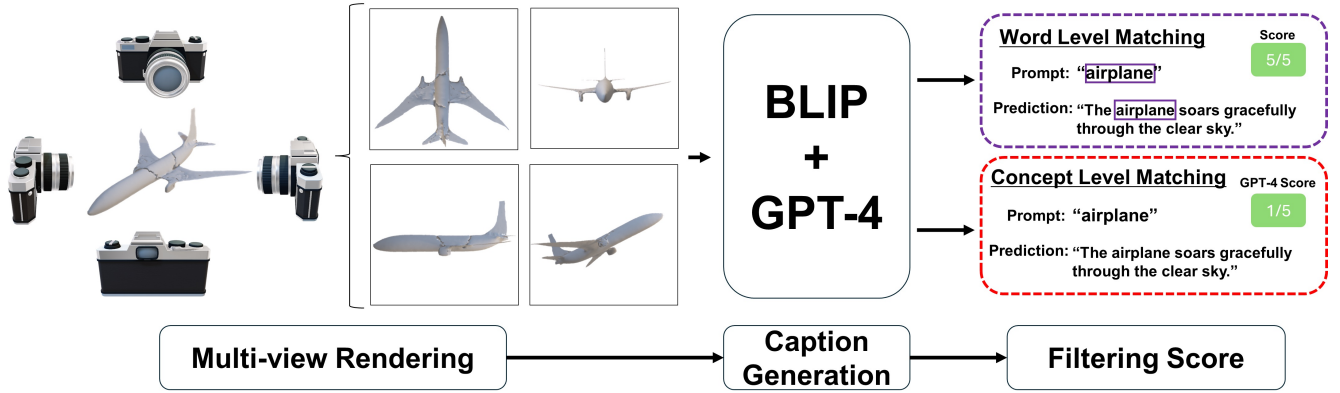 BLIP
+
GPT-4
Word Level Matching
Score
5/5
Prompt: “airplane”
Prediction: “The airplane soars gracefully
through the clear sky.”
Concept Level Matching
GPT-4 Score
1/5
Prompt: “airplane”
Prediction: “The airplane soars gracefully
through the clear sky.”
Multi-view Rendering
Caption
Generation
Filtering Score